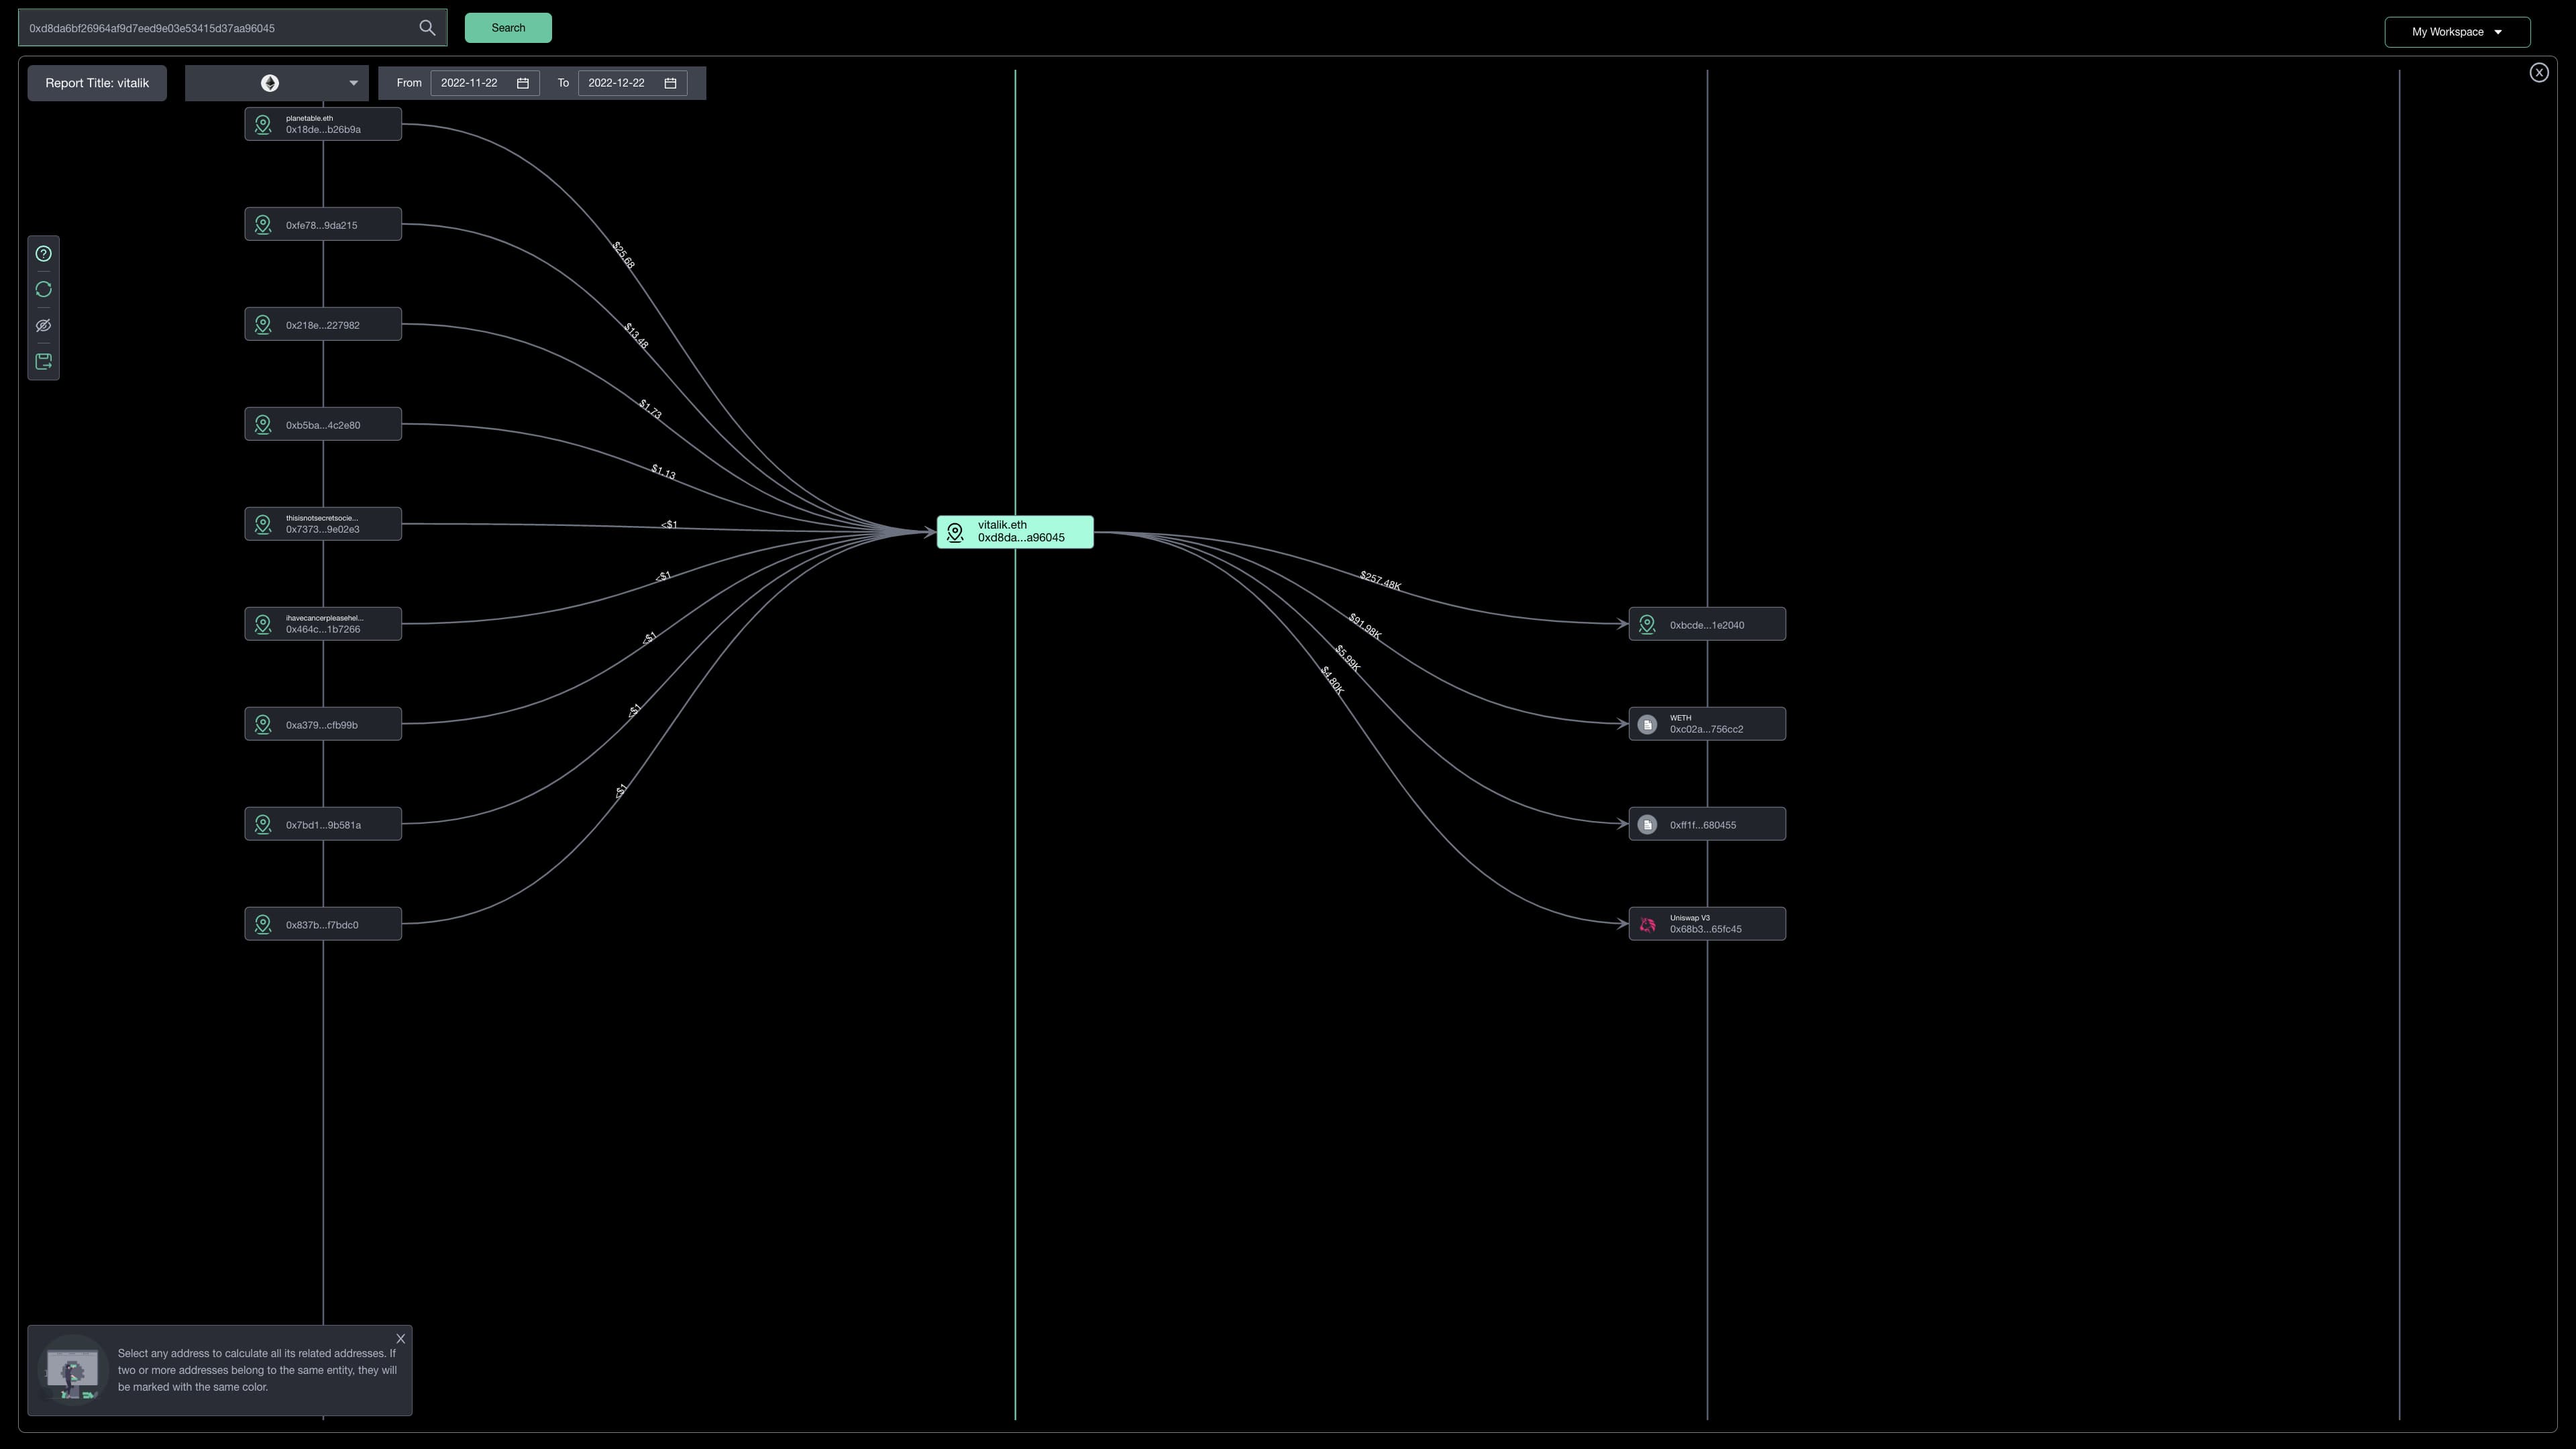 0xd8da6bf26964af9d7eed9e03e53415d37aa96045
Search
My Workspace
Report Title: vitalik
From
2022-11-22
To
2022-12-22
planetable.eth
0x18de...b26b9a
0xfe78...9da215
0x218e...227982
0xb5ba...4c2e80
thisisnotsecretsocie...
0x7373...9e02e3
ihavecancerpleasehel...
0x464c...1b7266
0xa379...cfb99b
0x7bd1...9b581a
0x837b...f7bdc0
$25.68
$13.48
$1.73
$1.13
<$1
<$1
<$1
<$1
<$1
vitalik.eth
0xd8da...a96045
$257.48K
$91.98K
$5.99K
$4.80K
0xbcde...1e2040
WETH
0xc02a...756cc2
0xff1f...680455
Uniswap V3
0x68b3...65fc45
X
Select any address to calculate all its related addresses. If
two or more addresses belong to the same entity, they will
be marked with the same color.